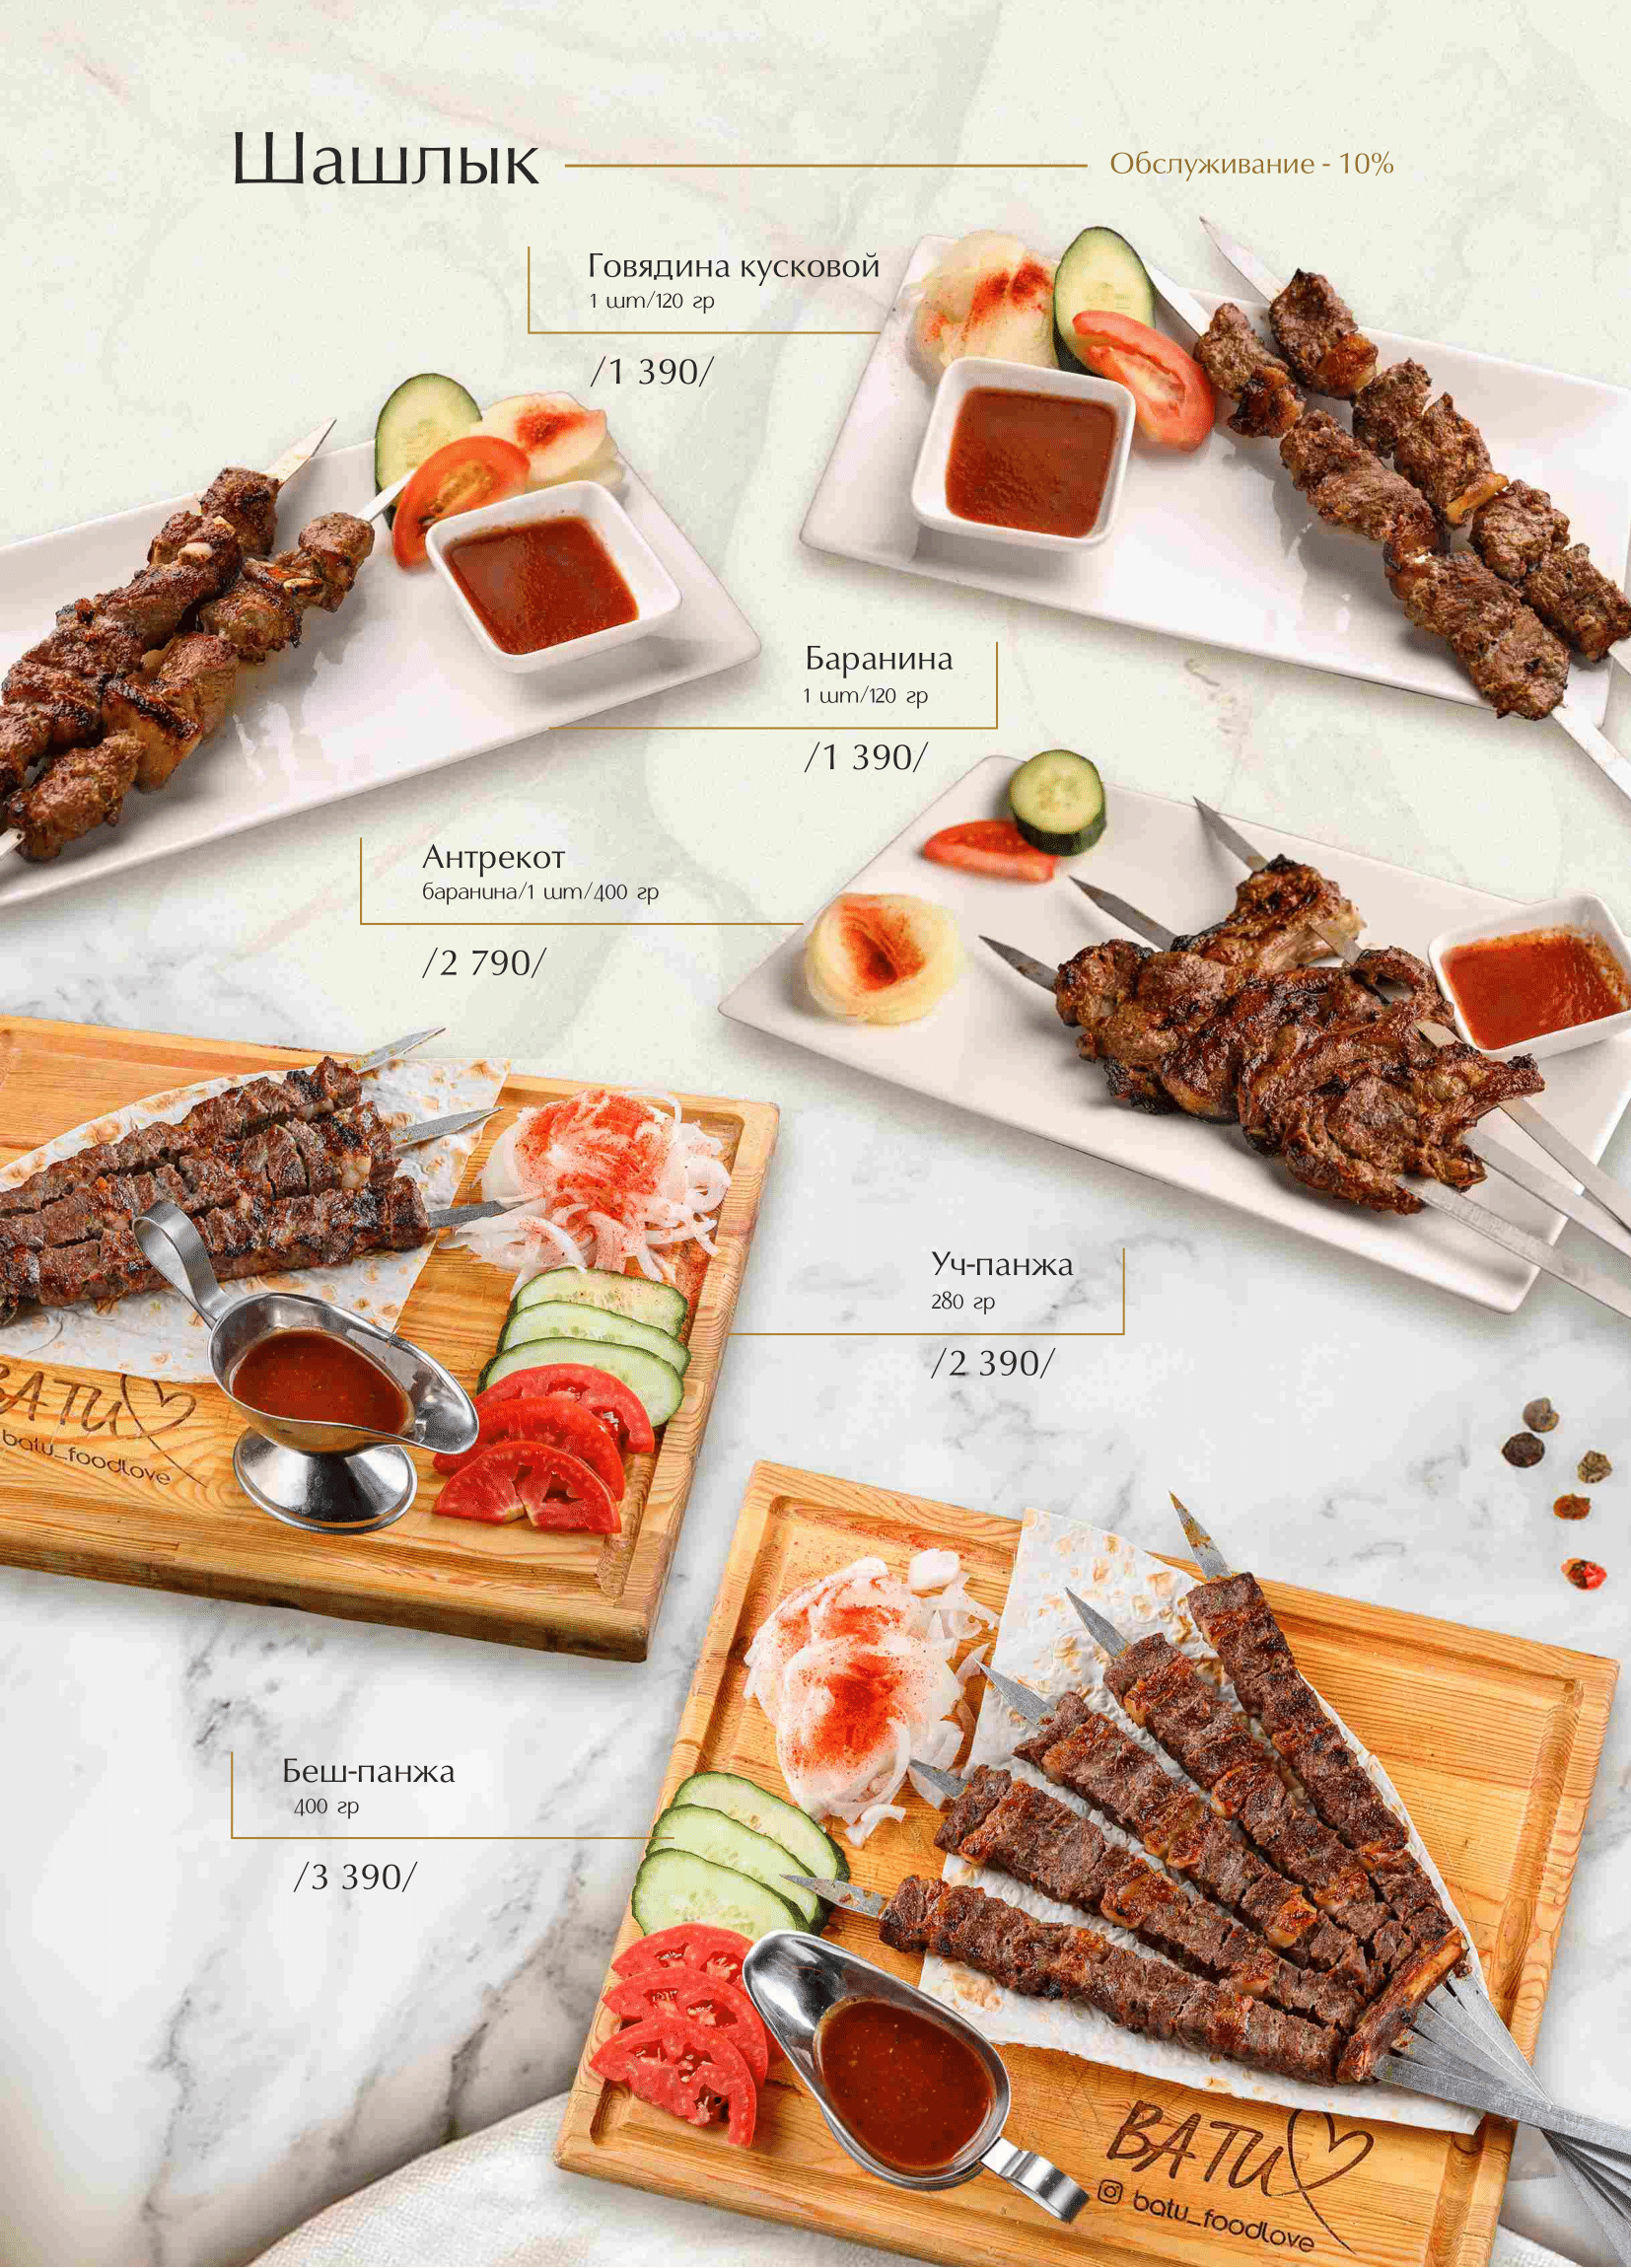 Шашлык
Обслуживание - 10%
Говядина кусковой
1 шт/120 гр
/1 390/
Баранина
1 шт/120 гр
/1 390/
Антрекот
баранина/1 шт/400 гр
/2 790/
Уч-панжа
280 гр
/2 390/
BATU
batu_foodlove
Беш-панжа
400 гр
/3 390/
BATU
batu_foodlove